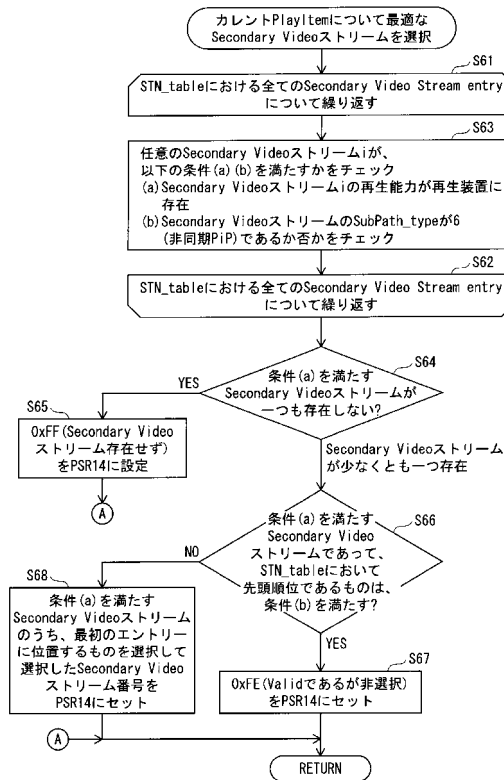 カレントPlayItemについて最適な
Secondary Videoストリームを選択
S61
STN_tableにおける全てのSecondary Video Stream entry
について繰り返す
S63
任意のSecondary Videoストリームiが、
以下の条件(a)(b)を満たすかをチェック
(a)Secondary Videoストリームiの再生能力が再生装置に
存在
(b)Secondary VideoストリームのSubPath_typeが6
(非同期PiP)であるか否かをチェック
S62
STN_tableにおける全てのSecondary Video Stream entry
について繰り返す
S64
条件(a)を満たす
Secondary Videoストリームが
一つも存在しない?
YES
S65
0xFF(Secondary Video
ストリーム存在せず)
をPSR14に設定
A
Secondary Videoストリーム
が少なくとも一つ存在
S66
条件(a)を満たす
Secondary Video
ストリームであって、
STN_tableにおいて
先頭順位であるものは、
条件(b)を満たす?
NO
S68
条件(a)を満たす
Secondary Videoストリーム
のうち、最初のエントリー
に位置するものを選択して
選択したSecondary Video
ストリーム番号を
PSR14にセット
YES
S67
0xFE(Validであるが非選択)
をPSR14にセット
A
RETURN